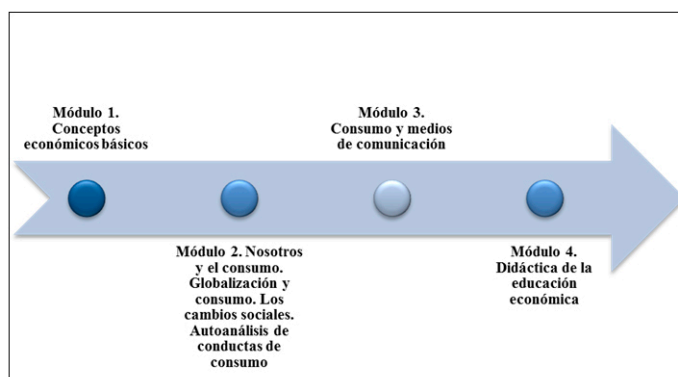 Módulo 1.
Conceptos
económicos básicos
Módulo 2. Nosotros
y el consumo.
Globalización y
consumo. Los
cambios sociales.
Autoanálisis de
conductas de
consumo
Módulo 3.
Consumo y medios
de comunicación
Módulo 4.
Didáctica de la
educación
económica